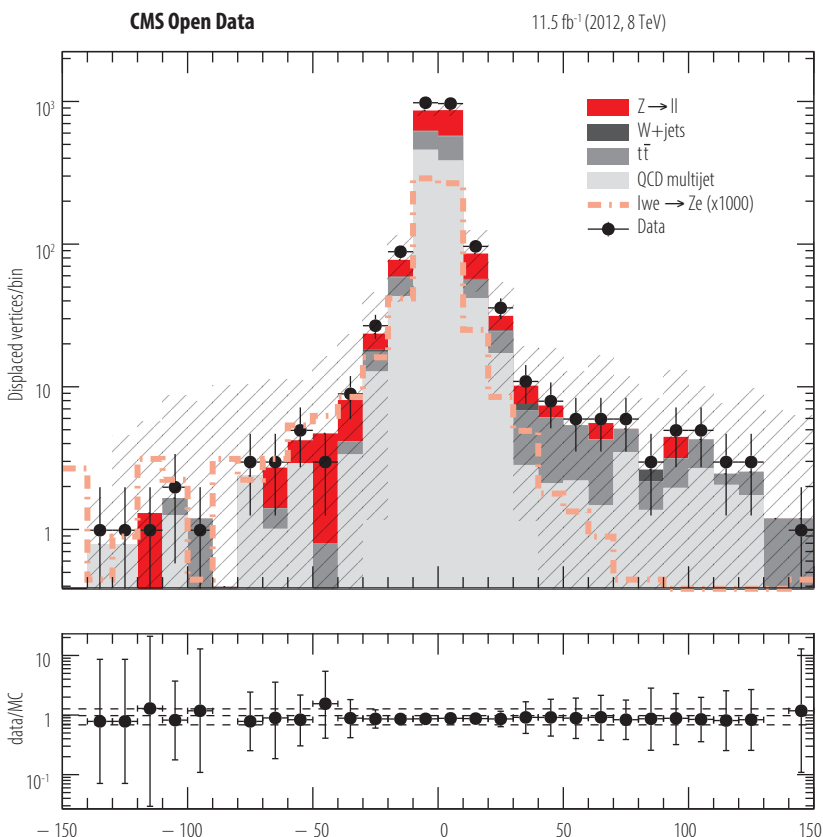 CMS Open Data
11.5 fb⁻¹ (2012, 8 TeV)
10³
10²
10
1
Displaced vertices/bin
Z → ll
W+jets
tt̄
QCD multijet
lwe → Ze (x1000)
Data
10
1
10⁻¹
data/MC
− 150
− 100
− 50
0
50
100
150